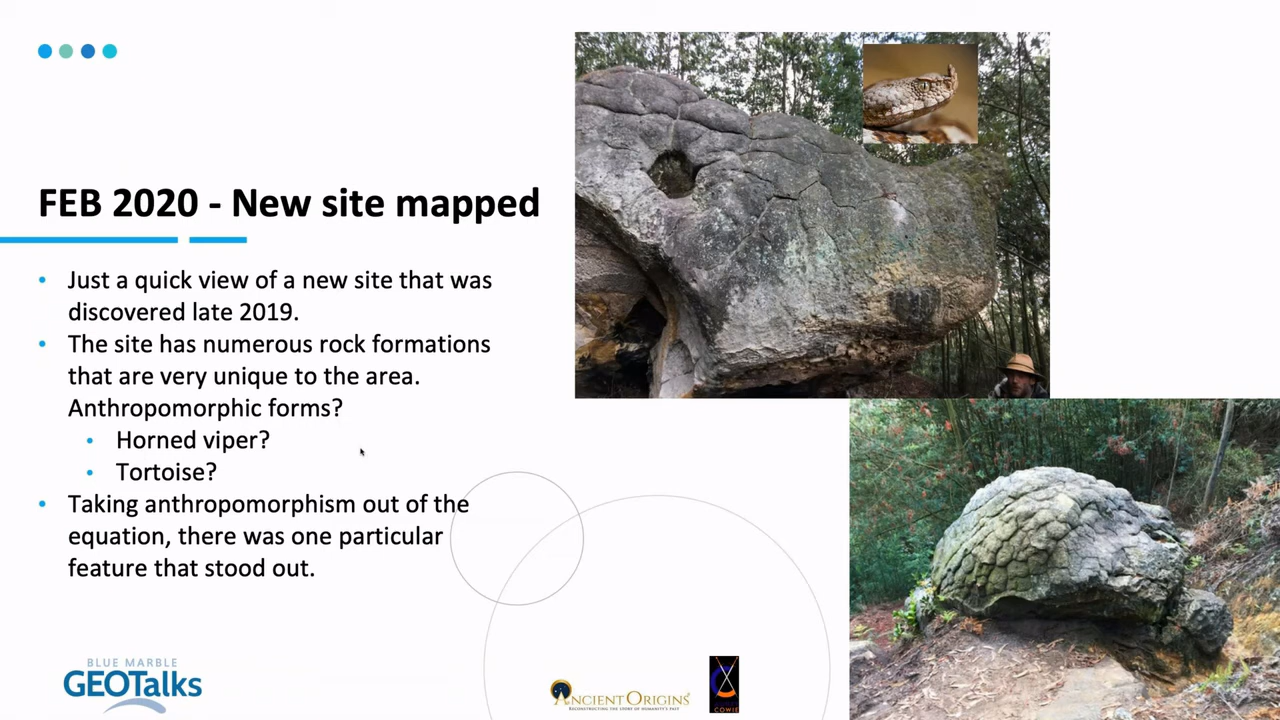 FEB 2020 - New site mapped
• Just a quick view of a new site that was
discovered late 2019.
• The site has numerous rock formations
that are very unique to the area.
Anthropomorphic forms?
• Horned viper?
• Tortoise?
• Taking anthropomorphism out of the
equation, there was one particular
feature that stood out.
BLUE MARBLE
GEOTalks
ANCIENT ORIGINS
RECONSTRUCTING THE STORY OF HUMANITY'S PAST
COWIE